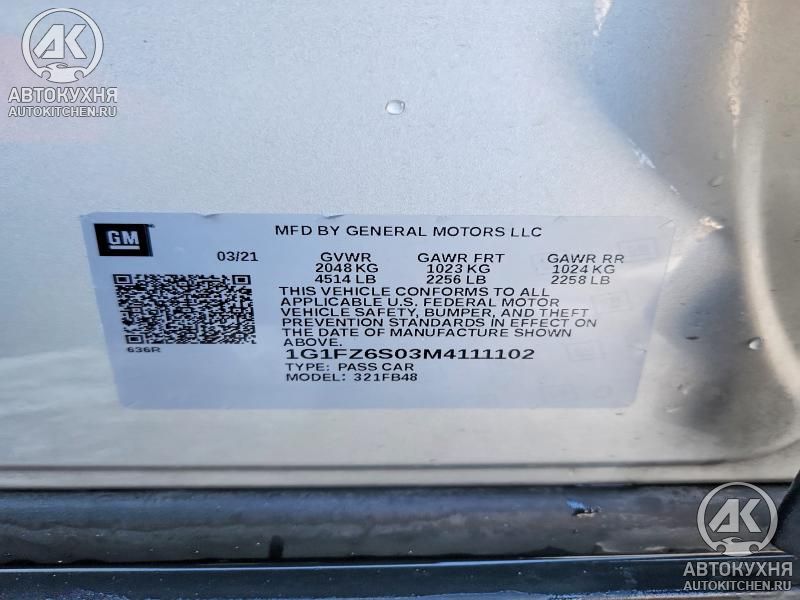 AK
АВТОКУХНЯ
AUTOKITCHEN.RU
GM
MFD BY GENERAL MOTORS LLC
03/21 GVWR GAWR FRT GAWR RR
2048 KG 1023 KG 1024 KG
4514 LB 2256 LB 2258 LB
THIS VEHICLE CONFORMS TO ALL
APPLICABLE U.S. FEDERAL MOTOR
VEHICLE SAFETY, BUMPER, AND THEFT
PREVENTION STANDARDS IN EFFECT ON
THE DATE OF MANUFACTURE SHOWN
ABOVE.
636R
1G1FZ6S03M4111102
TYPE: PASS CAR
MODEL: 321FB48
AK
АВТОКУХНЯ
AUTOKITCHEN.RU